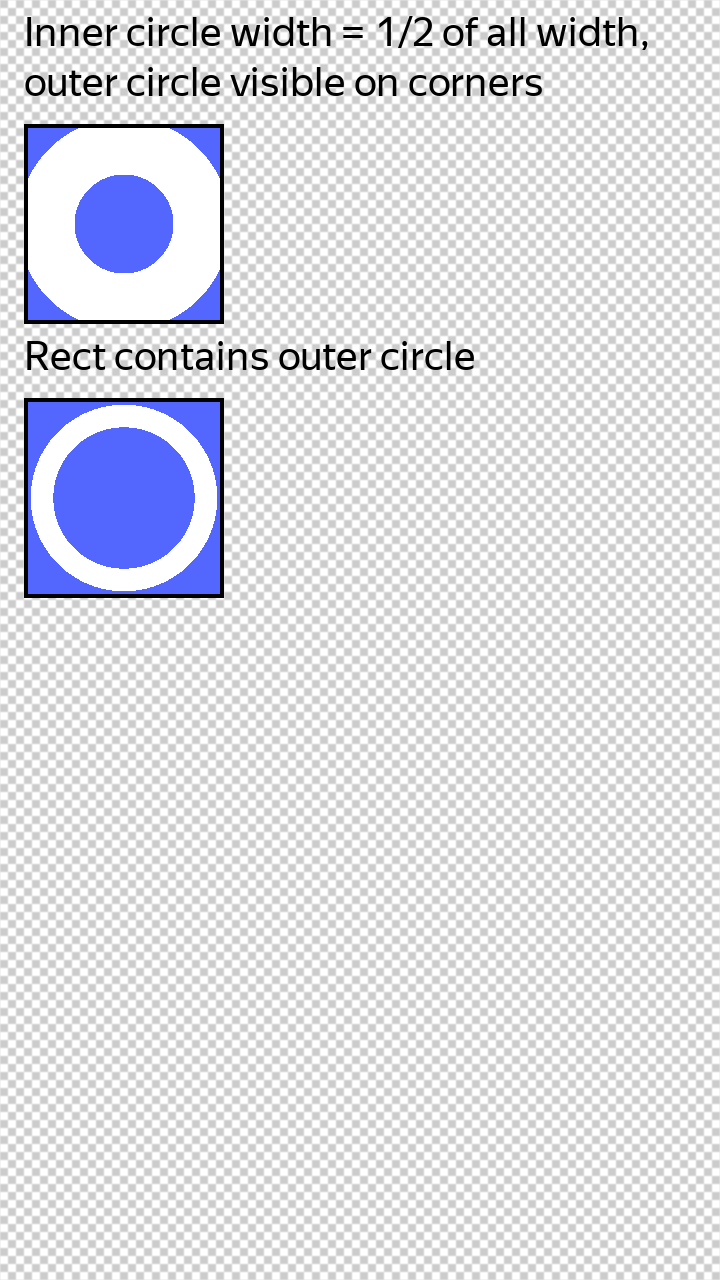 Inner circle width = 1/2 of all width,
outer circle visible on corners
Rect contains outer circle